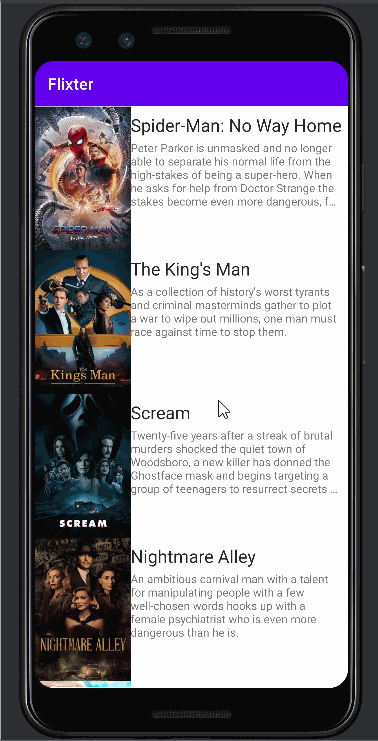 Flixter
Spider-Man: No Way Home
Peter Parker is unmasked and no longer
able to separate his normal life from the
high-stakes of being a super-hero. When
he asks for help from Doctor Strange the
stakes become even more dangerous, f…
SPIDER-MAN
The King's Man
As a collection of history's worst tyrants
and criminal masterminds gather to plot
a war to wipe out millions, one man must
race against time to stop them.
The
King's Man
Scream
Twenty-five years after a streak of brutal
murders shocked the quiet town of
Woodsboro, a new killer has donned the
Ghostface mask and begins targeting a
group of teenagers to resurrect secrets …
SCREAM
Nightmare Alley
An ambitious carnival man with a talent
for manipulating people with a few
well-chosen words hooks up with a
female psychiatrist who is even more
dangerous than he is.
NIGHTMARE ALLEY